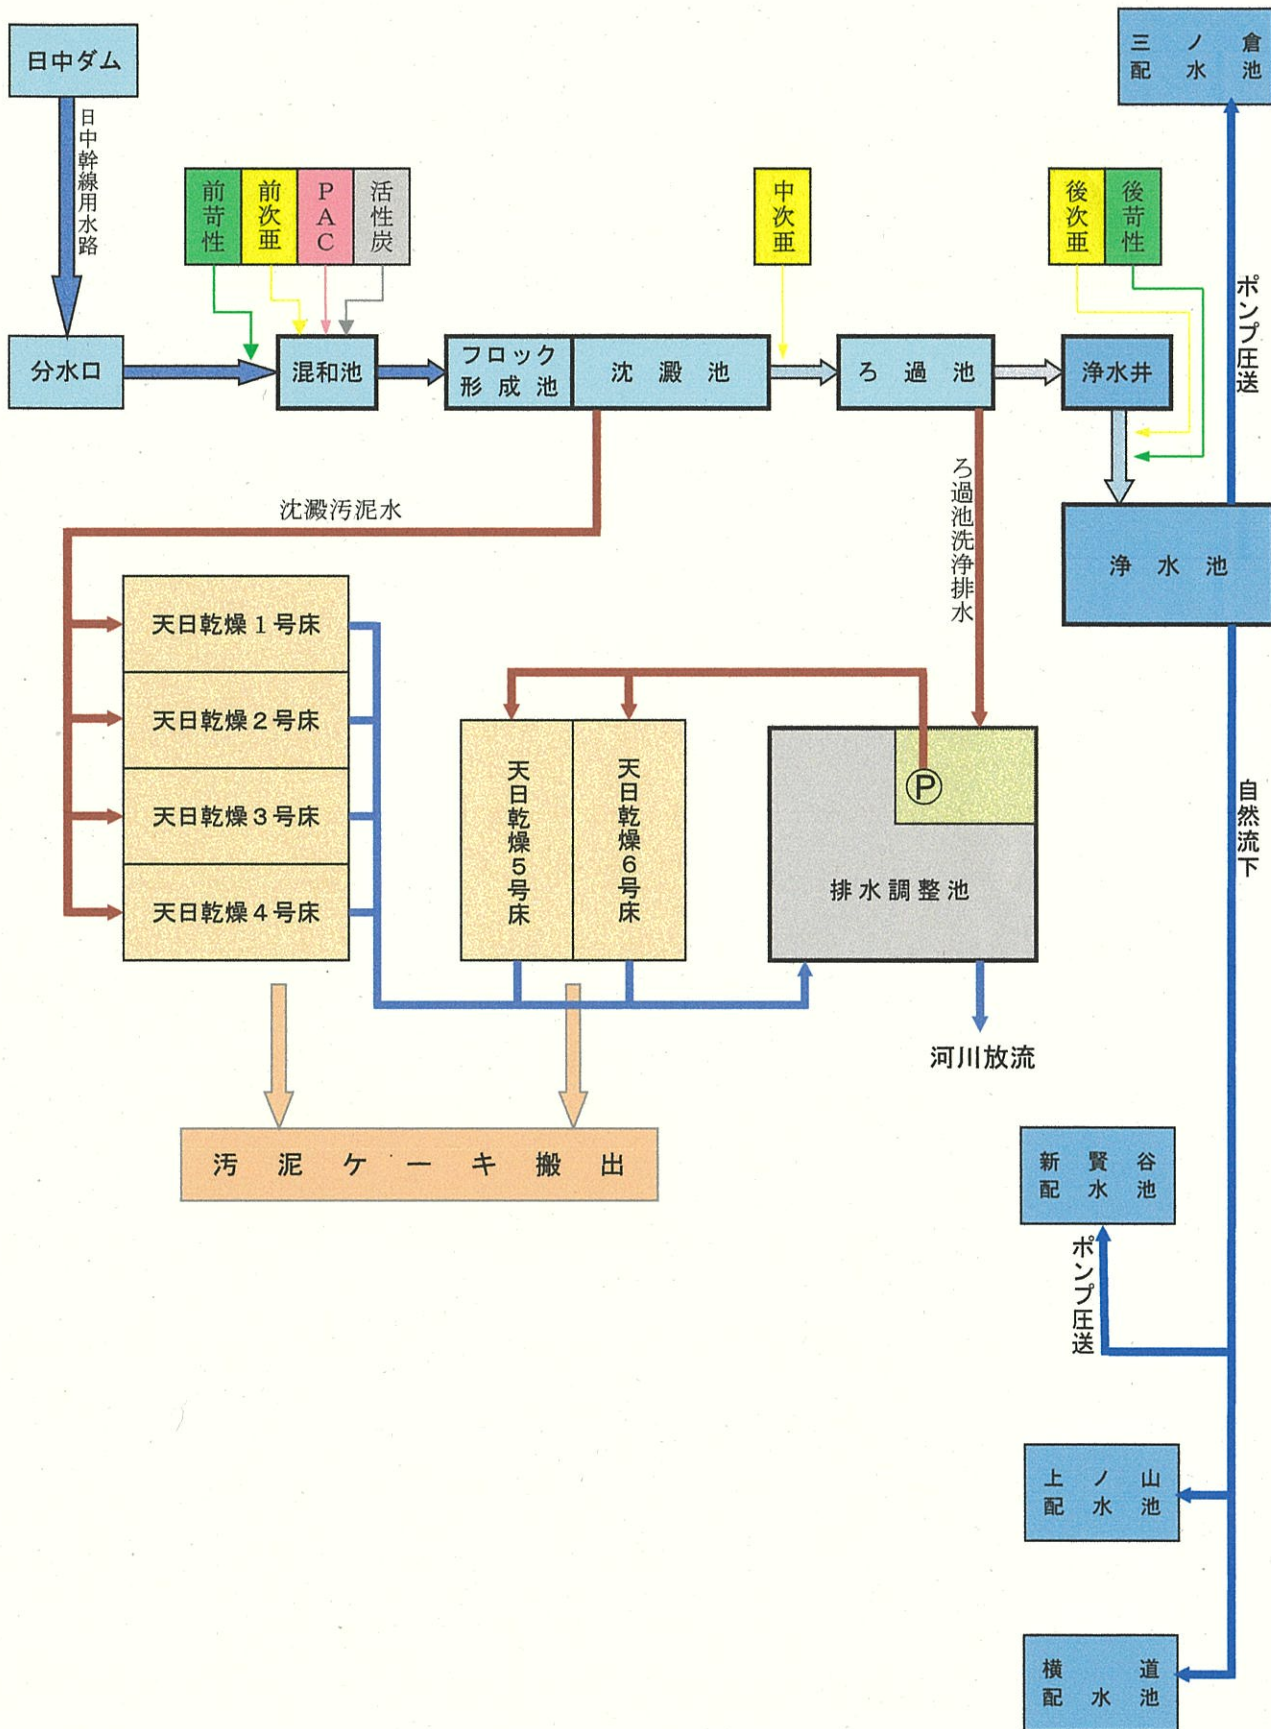 日中ダム
日中幹線用水路
三ノ倉
配水池
前苛性
前次亜
PAC
活性炭
中次亜
後次亜
後苛性
ポンプ圧送
分水口
混和池
フロック
形成池
沈澱池
ろ過池
浄水井
沈澱汚泥水
ろ過池洗浄排水
浄水池
天日乾燥1号床
天日乾燥2号床
天日乾燥3号床
天日乾燥4号床
天日乾燥5号床
天日乾燥6号床
P
排水調整池
自然流下
河川放流
汚泥ケーキ搬出
新賢谷
配水池
ポンプ圧送
上ノ山
配水池
横道
配水池